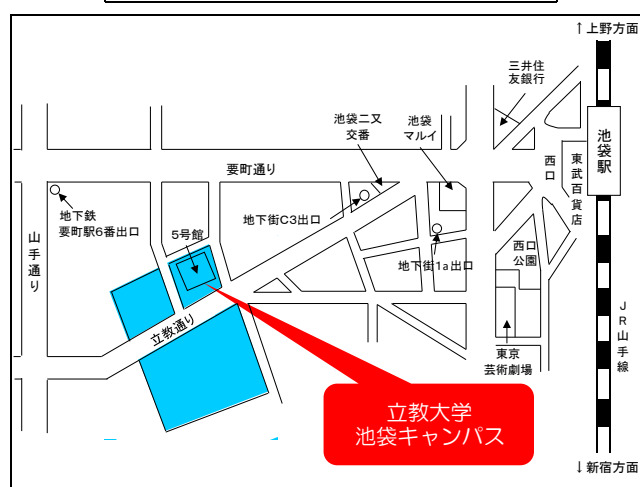 ↑上野方面
三井住
友銀行
池袋二又
交番
池袋
マルイ
池袋駅
西口
東武百貨店
要町通り
地下鉄
要町駅6番出口
地下街C3出口
山手通り
5号館
地下街1a出口
西口
公園
立教通り
JR山手線
東京
芸術劇場
立教大学
池袋キャンパス
↓新宿方面